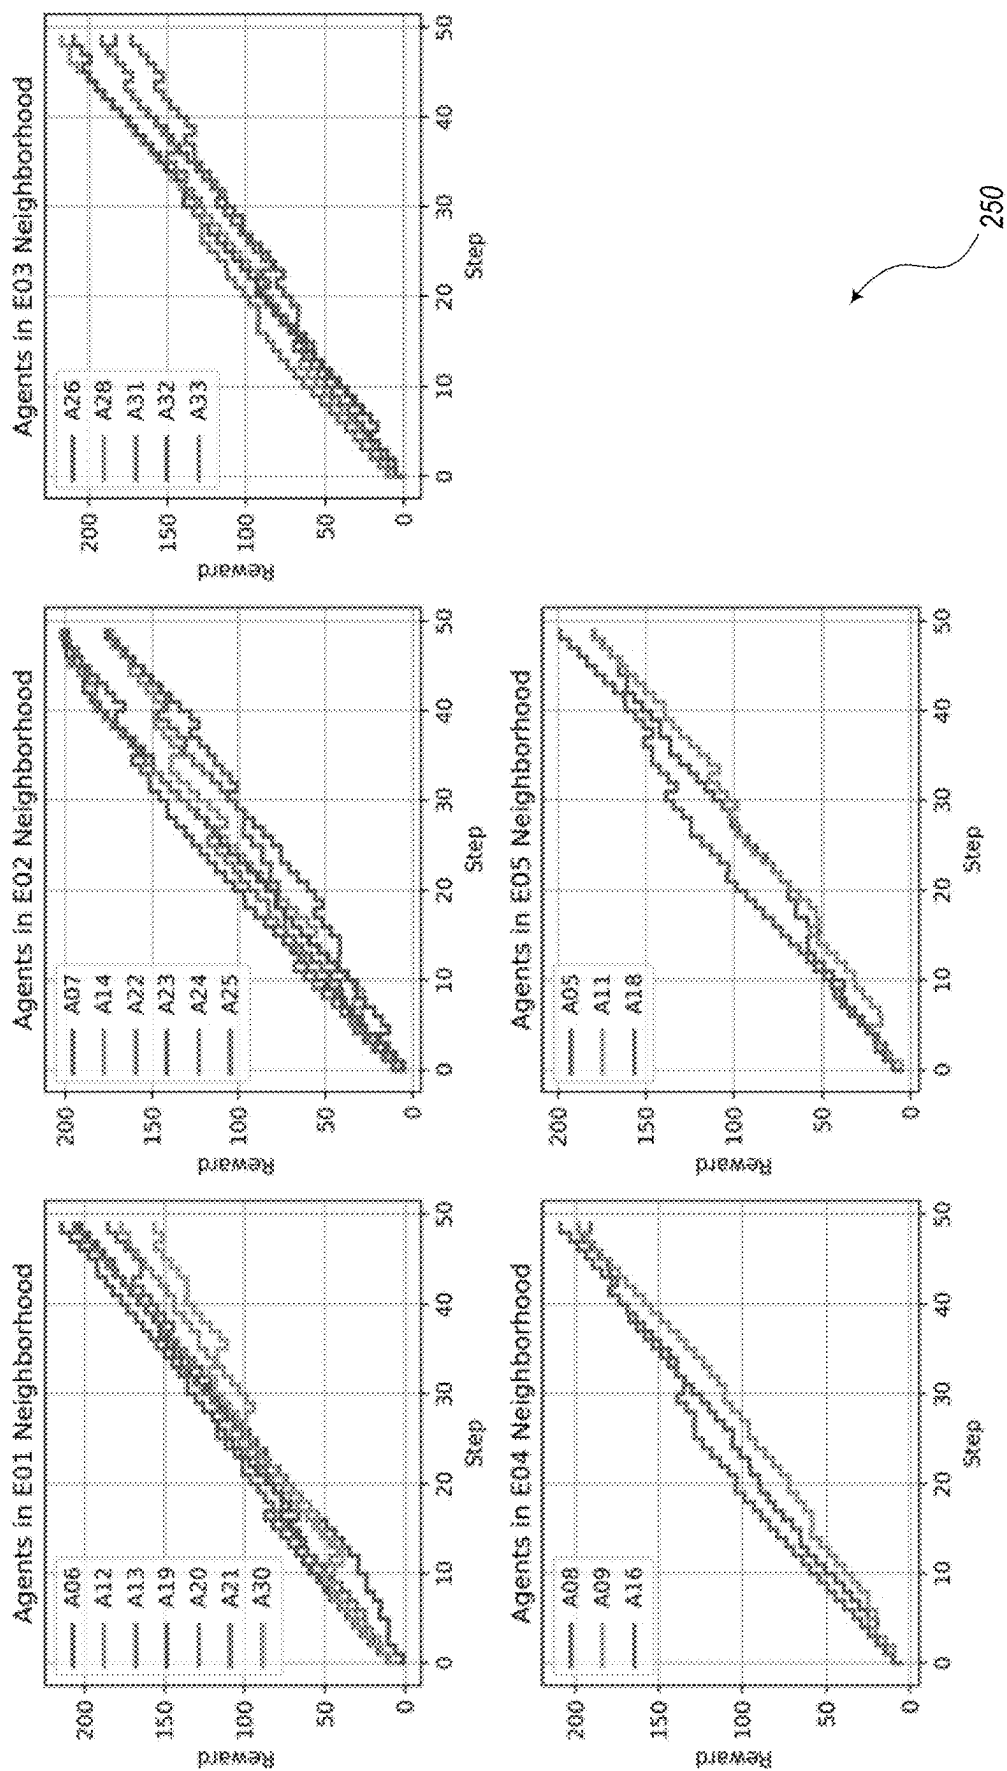 Agents in E01 Neighborhood
Reward
200
150
100
50
0
A06
A12
A13
A19
A20
A21
A30
0 10 20 30 40 50
Step
Agents in E02 Neighborhood
Reward
200
150
100
50
0
A07
A14
A22
A23
A24
A25
0 10 20 30 40 50
Step
Agents in E03 Neighborhood
Reward
200
150
100
50
0
A26
A28
A31
A32
A33
0 10 20 30 40 50
Step
Agents in E04 Neighborhood
Reward
200
150
100
50
0
A08
A09
A16
0 10 20 30 40 50
Step
Agents in E05 Neighborhood
Reward
200
150
100
50
0
A05
A11
A18
0 10 20 30 40 50
Step
250